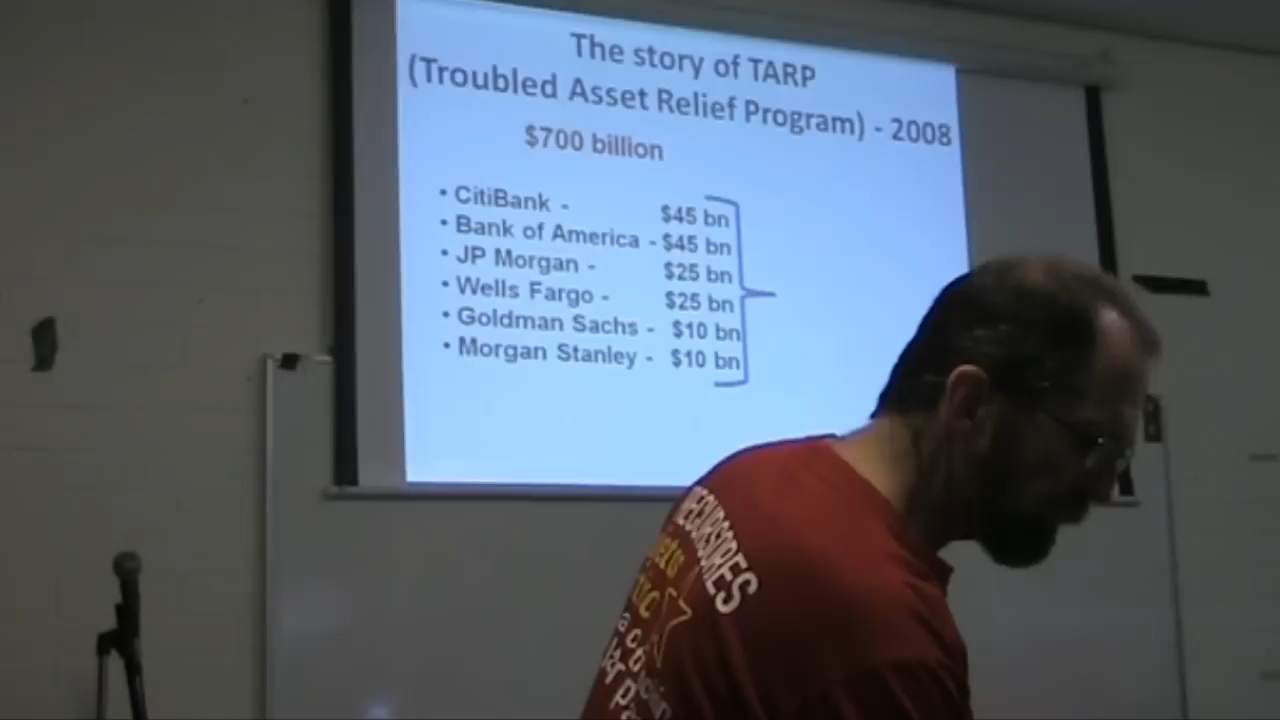 The story of TARP
(Troubled Asset Relief Program) - 2008
$700 billion
• CitiBank - $45 bn
• Bank of America - $45 bn
• JP Morgan - $25 bn
• Wells Fargo - $25 bn
• Goldman Sachs - $10 bn
• Morgan Stanley - $10 bn